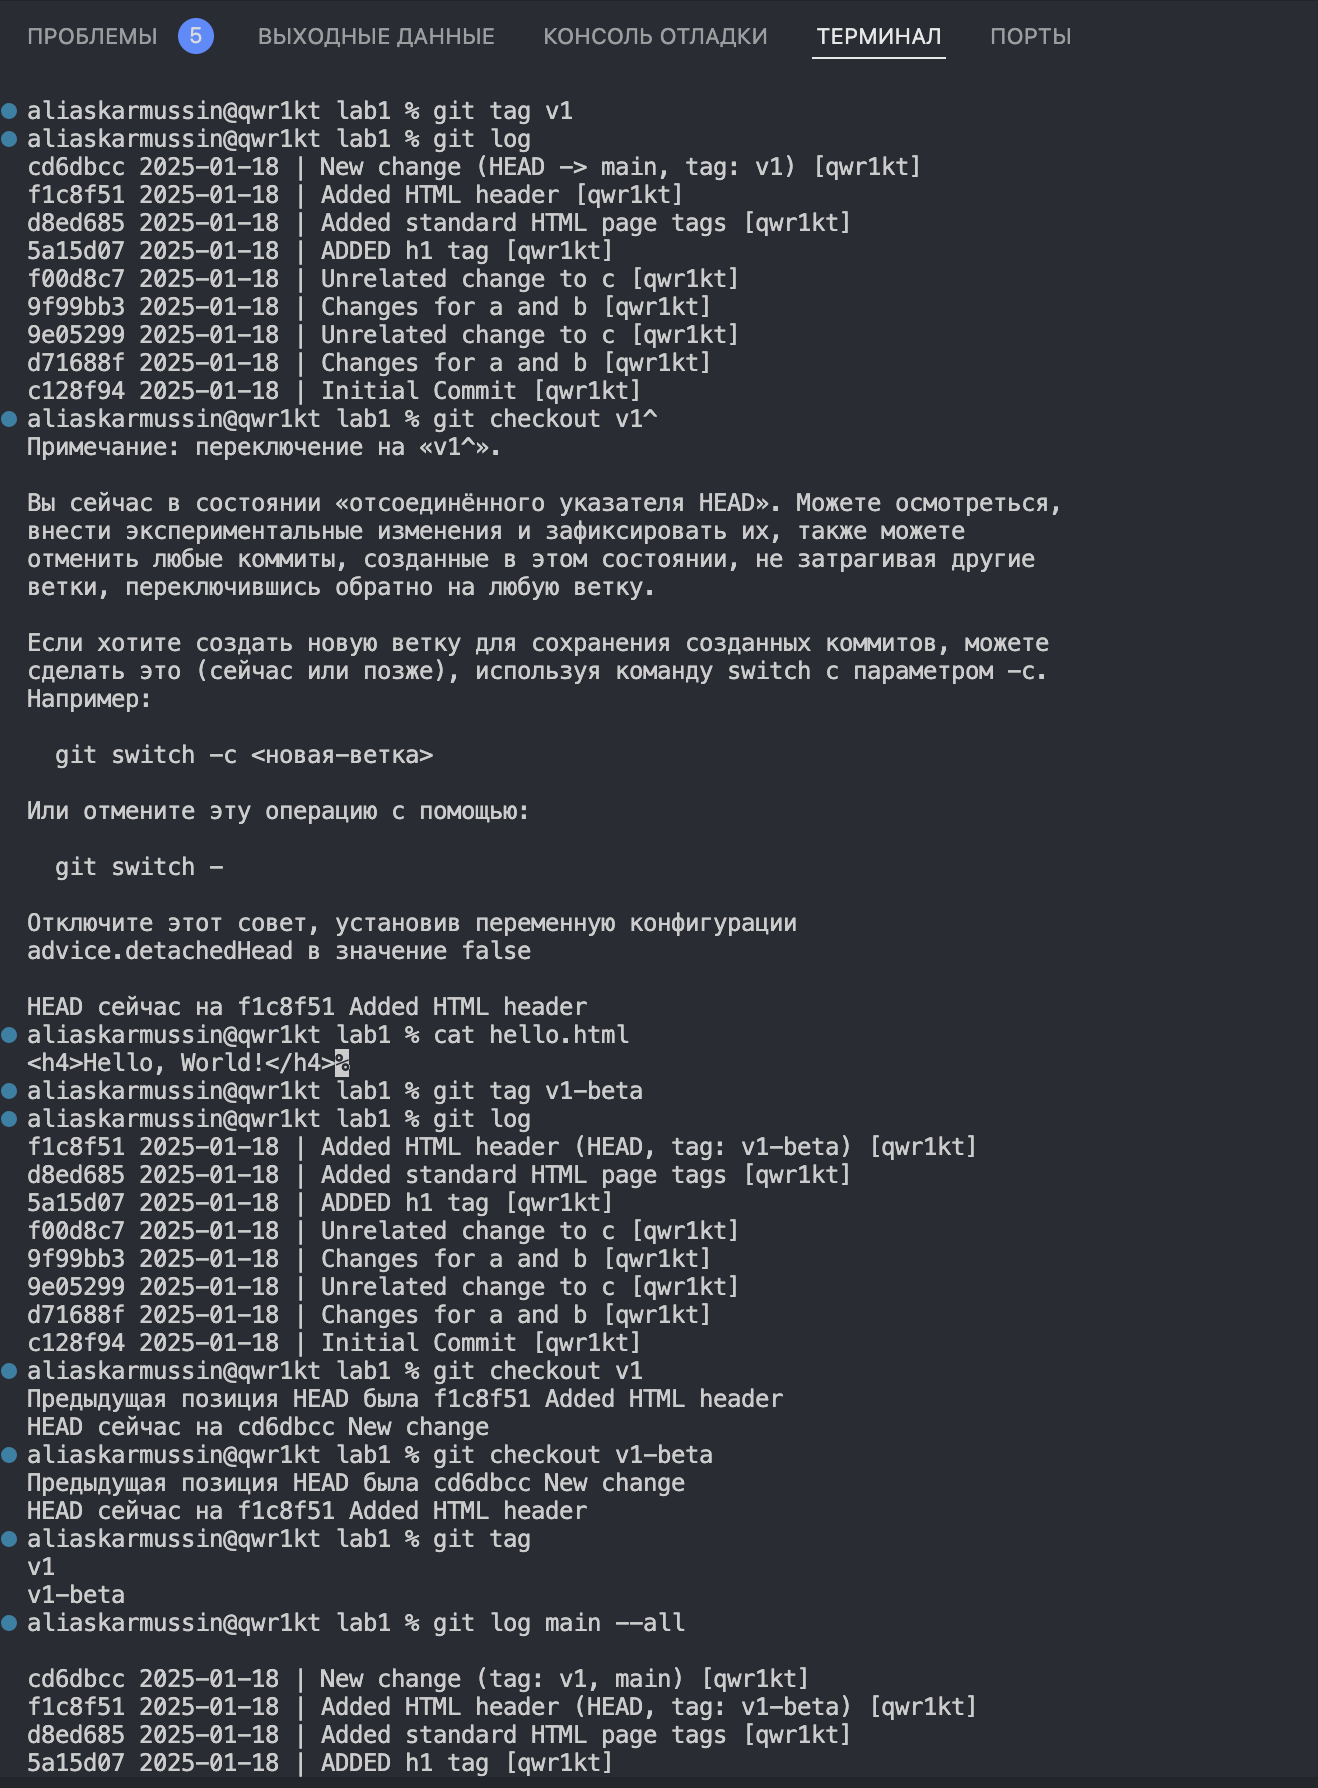 ПРОБЛЕМЫ 5 ВЫХОДНЫЕ ДАННЫЕ КОНСОЛЬ ОТЛАДКИ ТЕРМИНАЛ ПОРТЫ
aliaskarmussin@qwr1kt lab1 % git tag v1
aliaskarmussin@qwr1kt lab1 % git log
cd6dbcc 2025-01-18 | New change (HEAD -> main, tag: v1) [qwr1kt]
f1c8f51 2025-01-18 | Added HTML header [qwr1kt]
d8ed685 2025-01-18 | Added standard HTML page tags [qwr1kt]
5a15d07 2025-01-18 | ADDED h1 tag [qwr1kt]
f00d8c7 2025-01-18 | Unrelated change to c [qwr1kt]
9f99bb3 2025-01-18 | Changes for a and b [qwr1kt]
9e05299 2025-01-18 | Unrelated change to c [qwr1kt]
d71688f 2025-01-18 | Changes for a and b [qwr1kt]
c128f94 2025-01-18 | Initial Commit [qwr1kt]
aliaskarmussin@qwr1kt lab1 % git checkout v1^
Примечание: переключение на «v1^».
Вы сейчас в состоянии «отсоединённого указателя HEAD». Можете осмотреться,
внести экспериментальные изменения и зафиксировать их, также можете
отменить любые коммиты, созданные в этом состоянии, не затрагивая другие
ветки, переключившись обратно на любую ветку.
Если хотите создать новую ветку для сохранения созданных коммитов, можете
сделать это (сейчас или позже), используя команду switch с параметром -c.
Например:
git switch -c <новая-ветка>
Или отмените эту операцию с помощью:
git switch -
Отключите этот совет, установив переменную конфигурации
advice.detachedHead в значение false
HEAD сейчас на f1c8f51 Added HTML header
aliaskarmussin@qwr1kt lab1 % cat hello.html
<h4>Hello, World!</h4>%
aliaskarmussin@qwr1kt lab1 % git tag v1-beta
aliaskarmussin@qwr1kt lab1 % git log
f1c8f51 2025-01-18 | Added HTML header (HEAD, tag: v1-beta) [qwr1kt]
d8ed685 2025-01-18 | Added standard HTML page tags [qwr1kt]
5a15d07 2025-01-18 | ADDED h1 tag [qwr1kt]
f00d8c7 2025-01-18 | Unrelated change to c [qwr1kt]
9f99bb3 2025-01-18 | Changes for a and b [qwr1kt]
9e05299 2025-01-18 | Unrelated change to c [qwr1kt]
d71688f 2025-01-18 | Changes for a and b [qwr1kt]
c128f94 2025-01-18 | Initial Commit [qwr1kt]
aliaskarmussin@qwr1kt lab1 % git checkout v1
Предыдущая позиция HEAD была f1c8f51 Added HTML header
HEAD сейчас на cd6dbcc New change
aliaskarmussin@qwr1kt lab1 % git checkout v1-beta
Предыдущая позиция HEAD была cd6dbcc New change
HEAD сейчас на f1c8f51 Added HTML header
aliaskarmussin@qwr1kt lab1 % git tag
v1
v1-beta
aliaskarmussin@qwr1kt lab1 % git log main --all
cd6dbcc 2025-01-18 | New change (tag: v1, main) [qwr1kt]
f1c8f51 2025-01-18 | Added HTML header (HEAD, tag: v1-beta) [qwr1kt]
d8ed685 2025-01-18 | Added standard HTML page tags [qwr1kt]
5a15d07 2025-01-18 | ADDED h1 tag [qwr1kt]